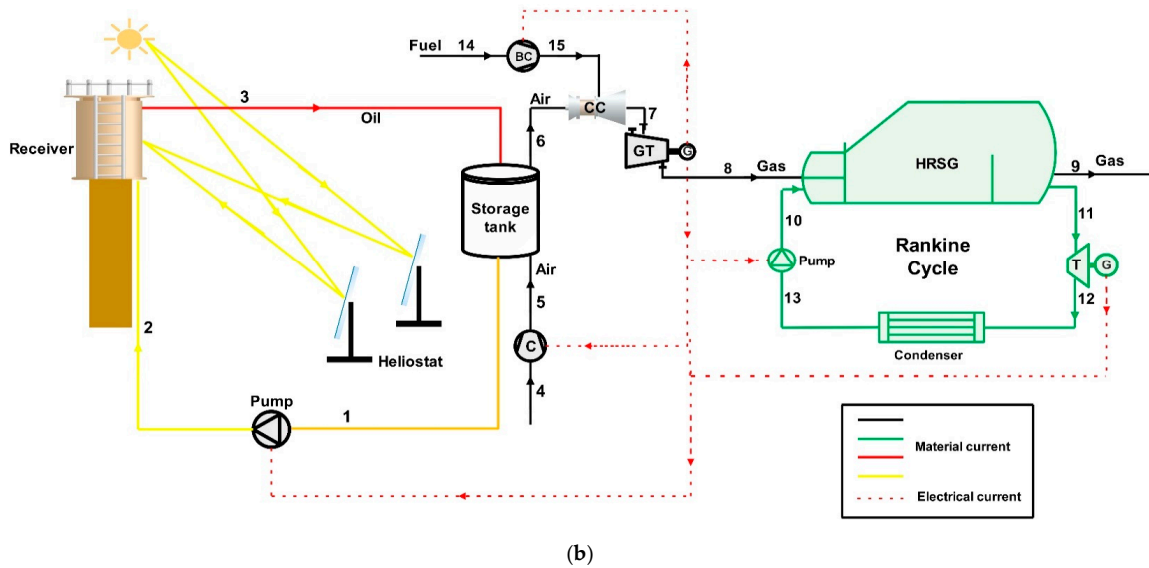 Fuel
14
BC
15
3
Oil
Air
CC
7
6
Receiver
GT
G
8
Gas
HRSG
9
Gas
Storage
tank
10
11
Air
Rankine
Cycle
Pump
T
G
5
2
12
13
C
Heliostat
Condenser
4
Pump
1
Material current
Electrical current
(b)